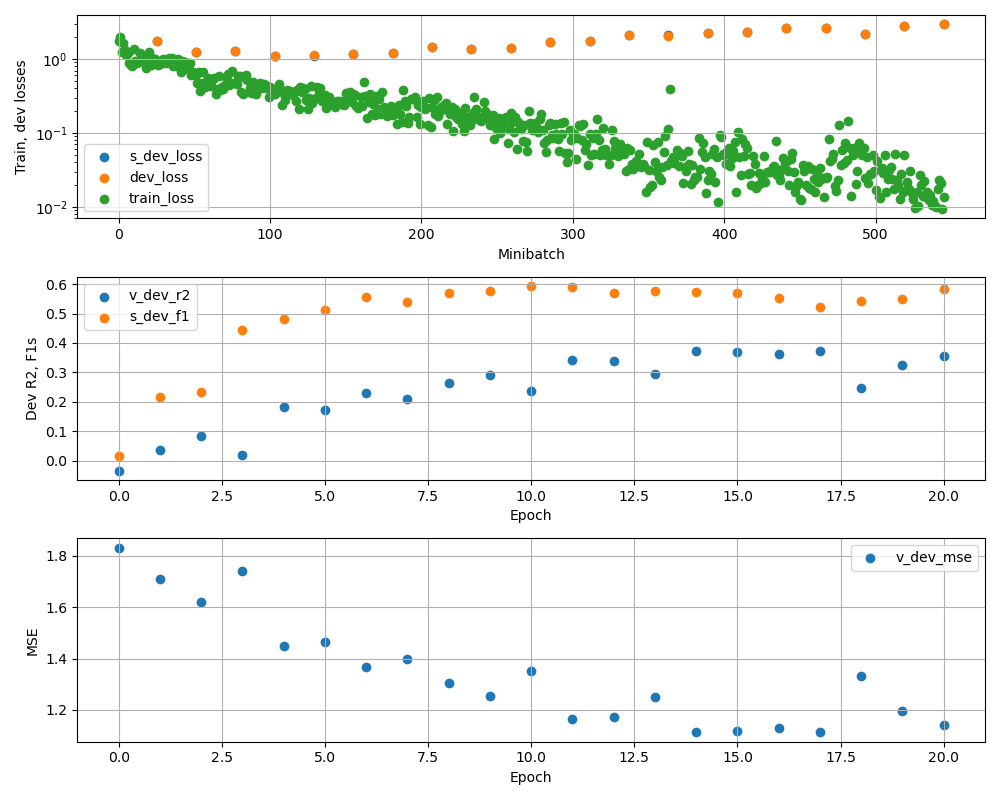 Train, dev losses
10⁰
10⁻¹
10⁻²
s_dev_loss
dev_loss
train_loss
0 100 200 300 400 500
Minibatch
Dev R2, F1s
0.6
0.5
0.4
0.3
0.2
0.1
0.0
v_dev_r2
s_dev_f1
0.0 2.5 5.0 7.5 10.0 12.5 15.0 17.5 20.0
Epoch
MSE
1.8
1.6
1.4
1.2
v_dev_mse
0.0 2.5 5.0 7.5 10.0 12.5 15.0 17.5 20.0
Epoch